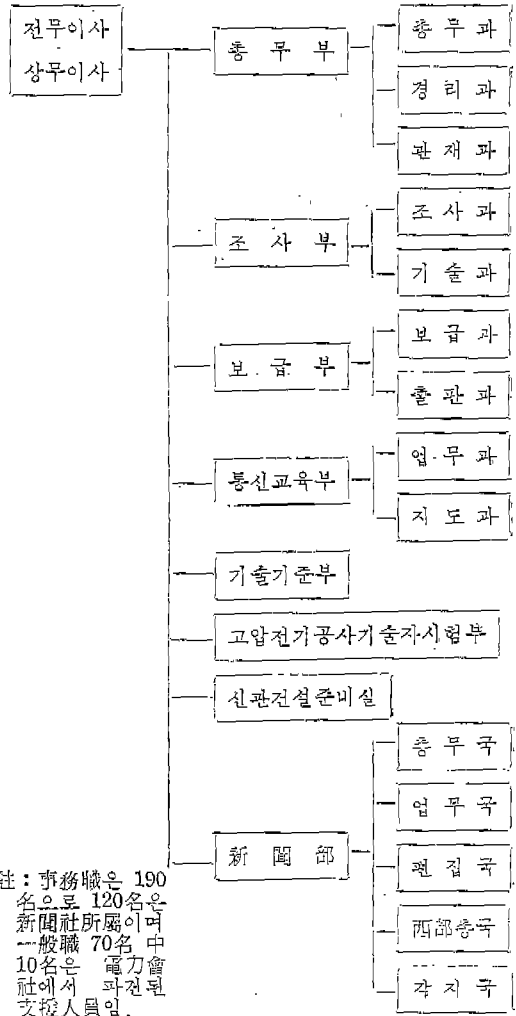 전무이사
상무이사
총무부
총무과
경리과
관재과
조사부
조사과
기술과
보급부
보급과
출판과
통신교육부
업무과
지도과
기술기준부
고압전기공사기술자시험부
신관건설준비실
新聞部
총무국
업무국
편집국
西部총국
각지국
註：事務職은 190
名으로 120名은
新聞社所屬이며
一般職 70名 中
10名은 電力會
社에서 파견된
支援人員임.